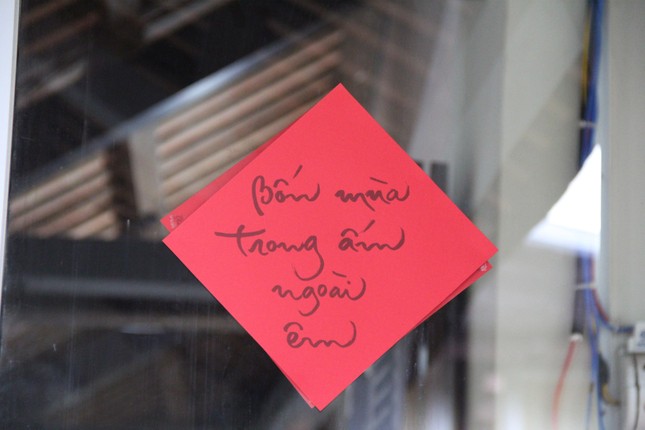 Bốn mùa
trong ấm
ngoài
êm